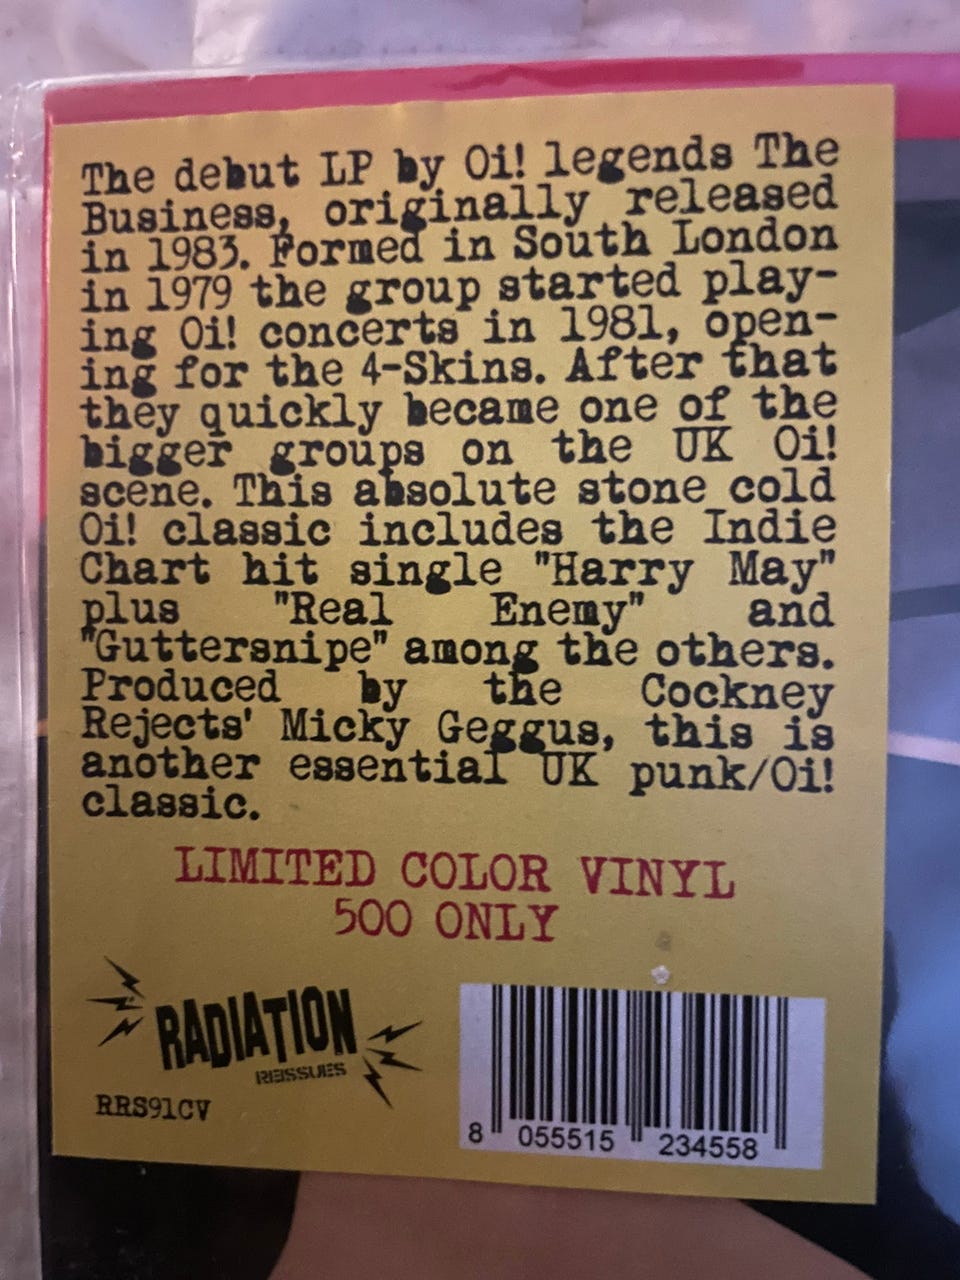 The debut LP by Oi! legends The
Business, originally released
in 1983. Formed in South London
in 1979 the group started play-
ing Oi! concerts in 1981, open-
ing for the 4-Skins. After that
they quickly became one of the
bigger groups on the UK Oi!
scene. This absolute stone cold
Oi! classic includes the Indie
Chart hit single "Harry May"
plus "Real Enemy" and
"Guttersnipe" among the others.
Produced by the Cockney
Rejects' Micky Geggus, this is
another essential UK punk/Oi!
classic.
LIMITED COLOR VINYL
500 ONLY
RADIATION
REISSUES
RRS91CV
8 055515 234558